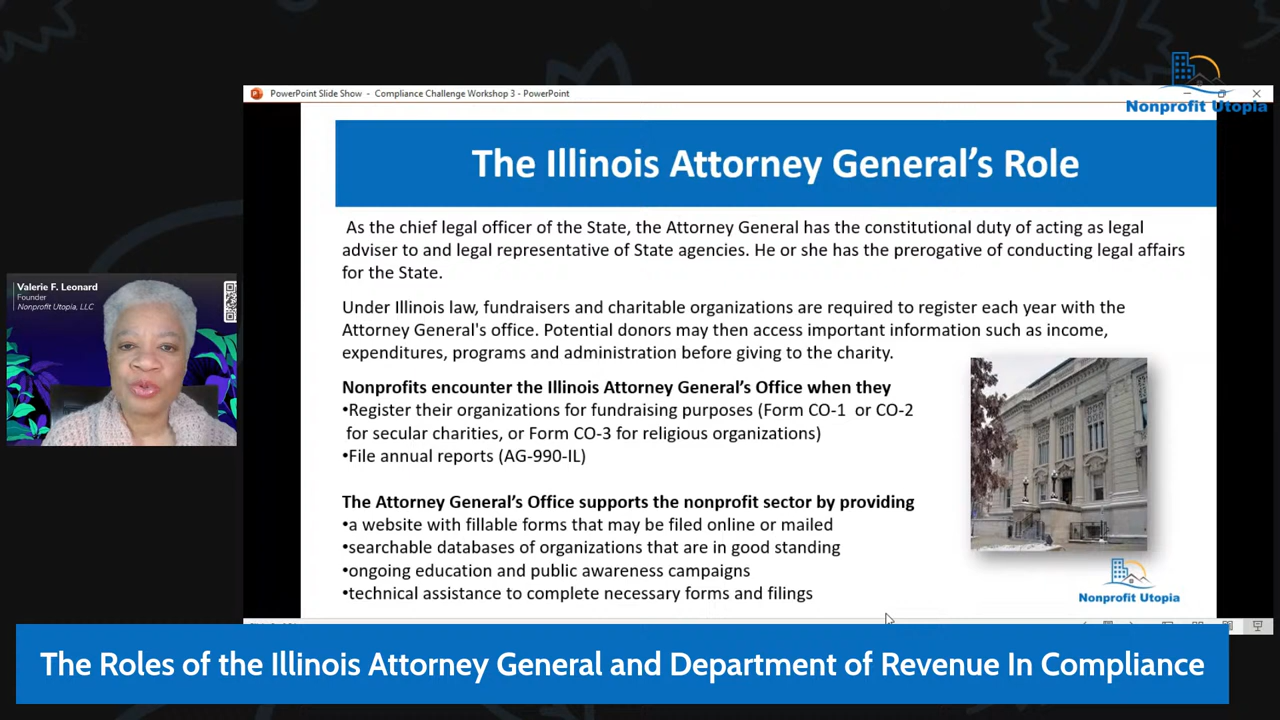 PowerPoint Slide Show - Compliance Challenge Workshop 3 - PowerPoint
Nonprofit Utopia
The Illinois Attorney General's Role
As the chief legal officer of the State, the Attorney General has the constitutional duty of acting as legal
adviser to and legal representative of State agencies. He or she has the prerogative of conducting legal affairs
for the State.
Under Illinois law, fundraisers and charitable organizations are required to register each year with the
Attorney General's office. Potential donors may then access important information such as income,
expenditures, programs and administration before giving to the charity.
Nonprofits encounter the Illinois Attorney General's Office when they
•Register their organizations for fundraising purposes (Form CO-1 or CO-2
for secular charities, or Form CO-3 for religious organizations)
•File annual reports (AG-990-IL)
The Attorney General's Office supports the nonprofit sector by providing
•a website with fillable forms that may be filed online or mailed
•searchable databases of organizations that are in good standing
•ongoing education and public awareness campaigns
•technical assistance to complete necessary forms and filings
Nonprofit Utopia
Valerie F. Leonard
Founder
Nonprofit Utopia, LLC
The Roles of the Illinois Attorney General and Department of Revenue In Compliance